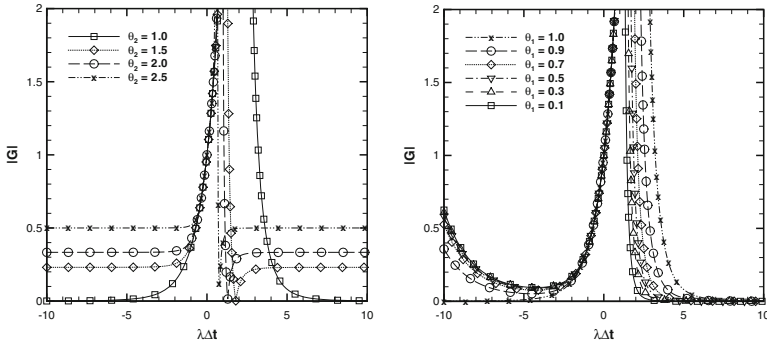 θ2 = 1.0
θ2 = 1.5
θ2 = 2.0
θ2 = 2.5
|G|
2
1.5
1
0.5
0
-10
-5
0
5
10
λΔt
θ1 = 1.0
θ1 = 0.9
θ1 = 0.7
θ1 = 0.5
θ1 = 0.3
θ1 = 0.1
|G|
2
1.5
1
0.5
0
-10
-5
0
5
10
λΔt